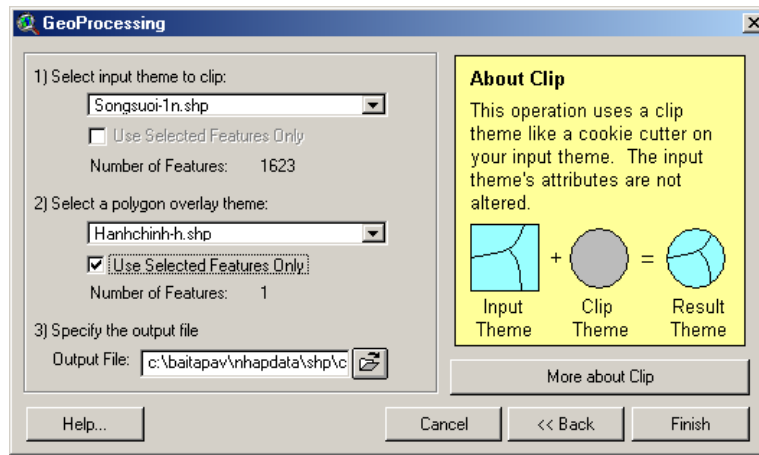 GeoProcessing
1) Select input theme to clip:
Songsuoi-1n.shp
Use Selected Features Only
Number of Features: 1623
2) Select a polygon overlay theme:
Hanhchinh-h.shp
Use Selected Features Only
Number of Features: 1
3) Specify the output file
Output File: c:\baitapav\nhapdata\shp\c
About Clip
This operation uses a clip
theme like a cookie cutter on
your input theme. The input
theme's attributes are not
altered.
+ =
Input Clip Result
Theme Theme Theme
More about Clip
Help... Cancel << Back Finish